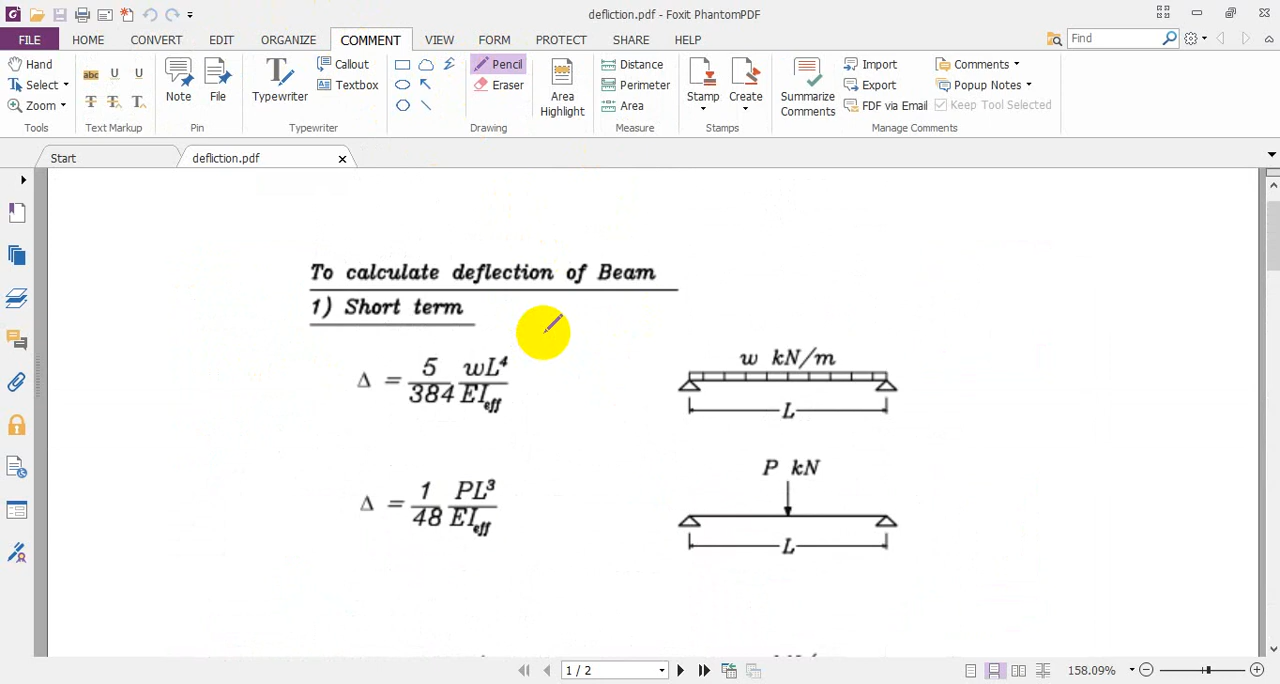 defliction.pdf - Foxit PhantomPDF
FILE HOME CONVERT EDIT ORGANIZE COMMENT VIEW FORM PROTECT SHARE HELP Find
Hand
Select
Zoom
Tools
abc U U
T T T
Text Markup
Note File
Pin
Typewriter
Callout
Textbox
Typewriter
Pencil
Eraser
Area Highlight
Drawing
Distance
Perimeter
Area
Measure
Stamp Create
Stamps
Summarize Comments
Import
Export
FDF via Email
Comments
Popup Notes
Keep Tool Selected
Manage Comments
Start defliction.pdf
To calculate deflection of Beam
1) Short term
Δ = 5/384 wL⁴/EI_eff
w kN/m
L
P kN
Δ = 1/48 PL³/EI_eff
L
1 / 2 158.09%